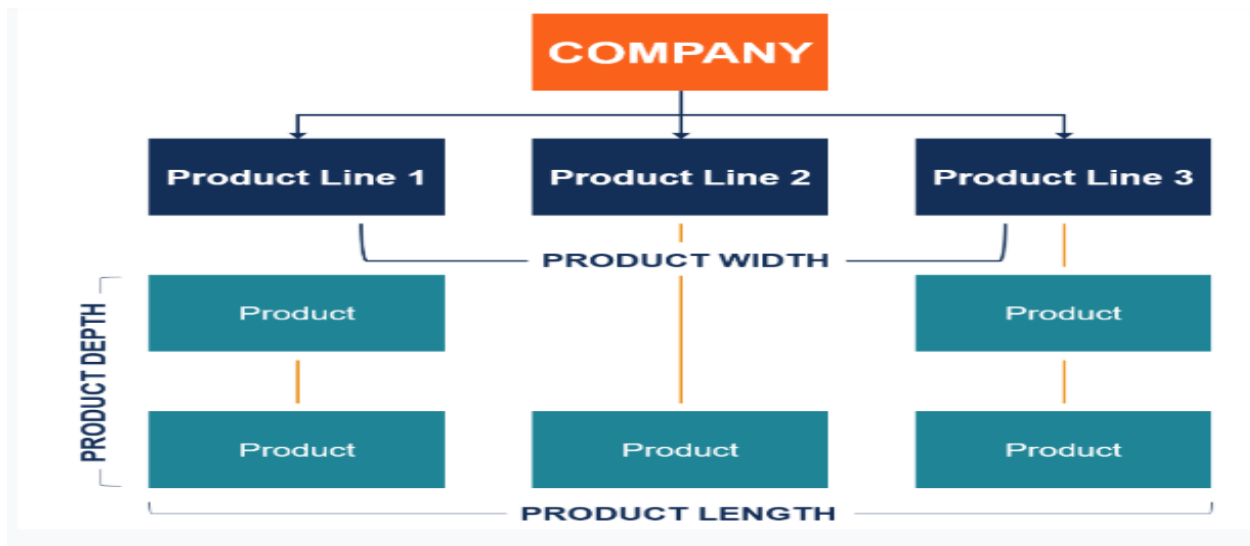 COMPANY
Product Line 1
Product Line 2
Product Line 3
PRODUCT WIDTH
PRODUCT DEPTH
Product
Product
Product
Product
Product
PRODUCT LENGTH